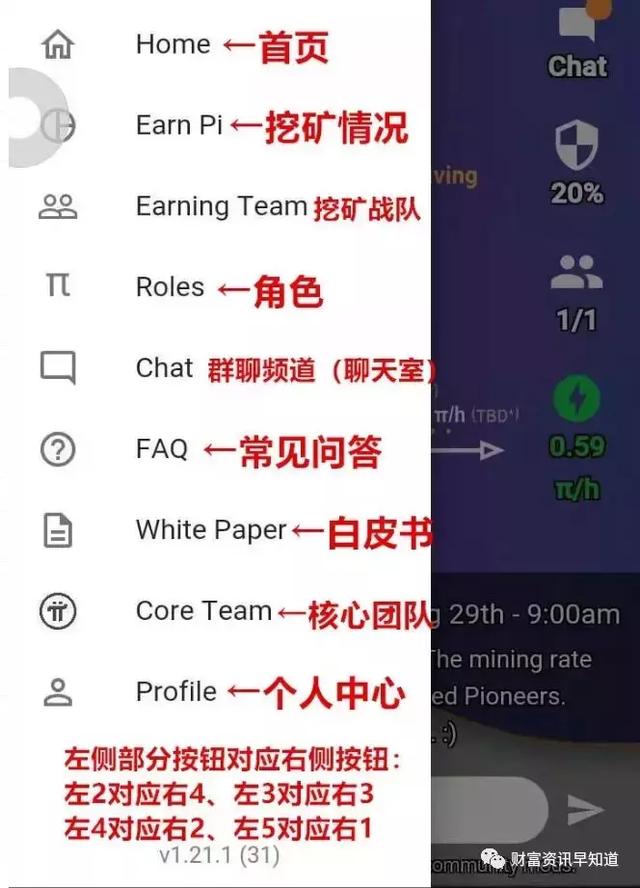 Home ←首页
Chat
Earn Pi ←挖矿情况
ving
20%
Earning Team 挖矿战队
Roles ←角色
1/1
Chat 群聊频道（聊天室）
π/h (TBD*)
FAQ ←常见问答
0.59
π/h
White Paper ←白皮书
Core Team ←核心团队
g 29th - 9:00am
The mining rate
Profile ←个人中心
ed Pioneers.
. :)
左侧部分按钮对应右侧按钮：
左2对应右4、左3对应右3
左4对应右2、左5对应右1
v1.21.1 (31)
财富资讯早知道
ommunity mods.